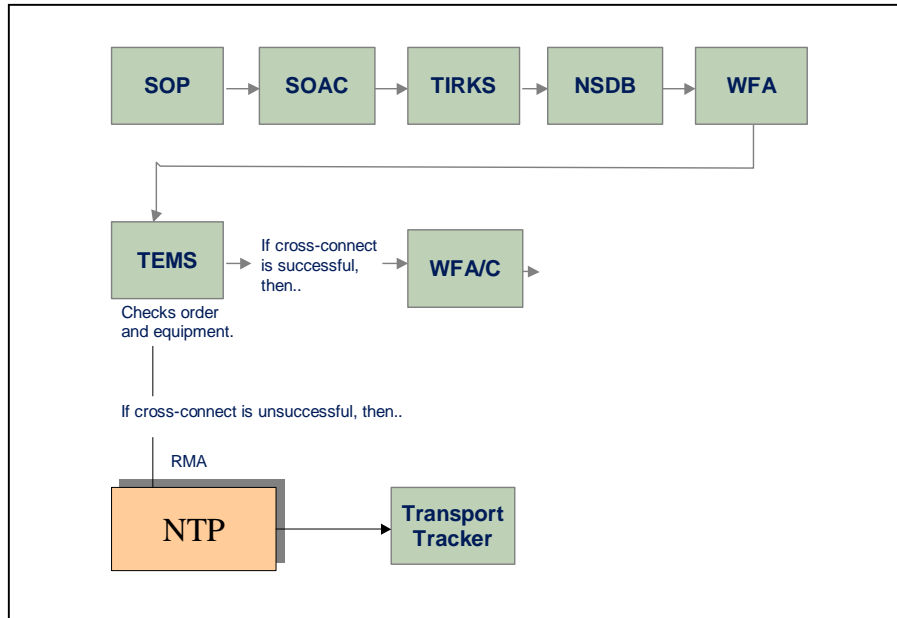 SOP
SOAC
TIRKS
NSDB
WFA
TEMS
If cross-connect
is successful,
then..
WFA/C
Checks order
and equipment.
If cross-connect is unsuccessful, then..
RMA
NTP
Transport
Tracker